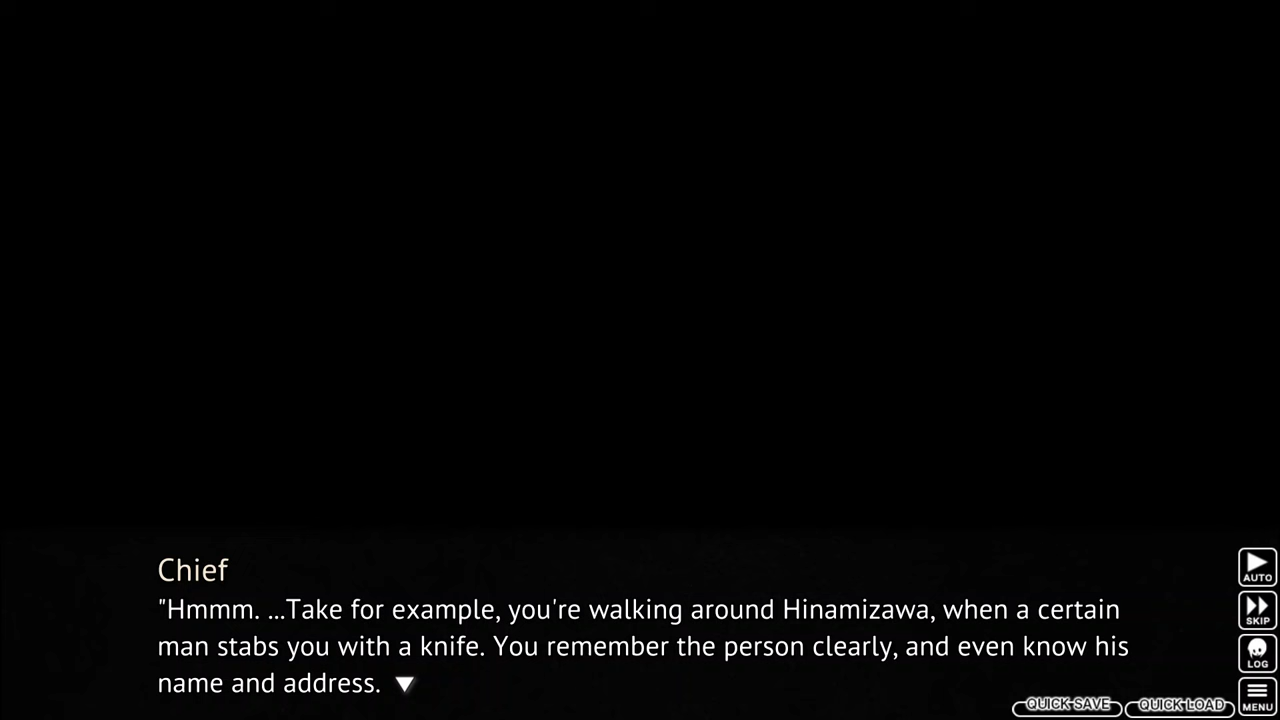 Chief
"Hmmm. ...Take for example, you're walking around Hinamizawa, when a certain
man stabs you with a knife. You remember the person clearly, and even know his
name and address.
AUTO
SKIP
LOG
MENU
QUICK SAVE
QUICK LOAD